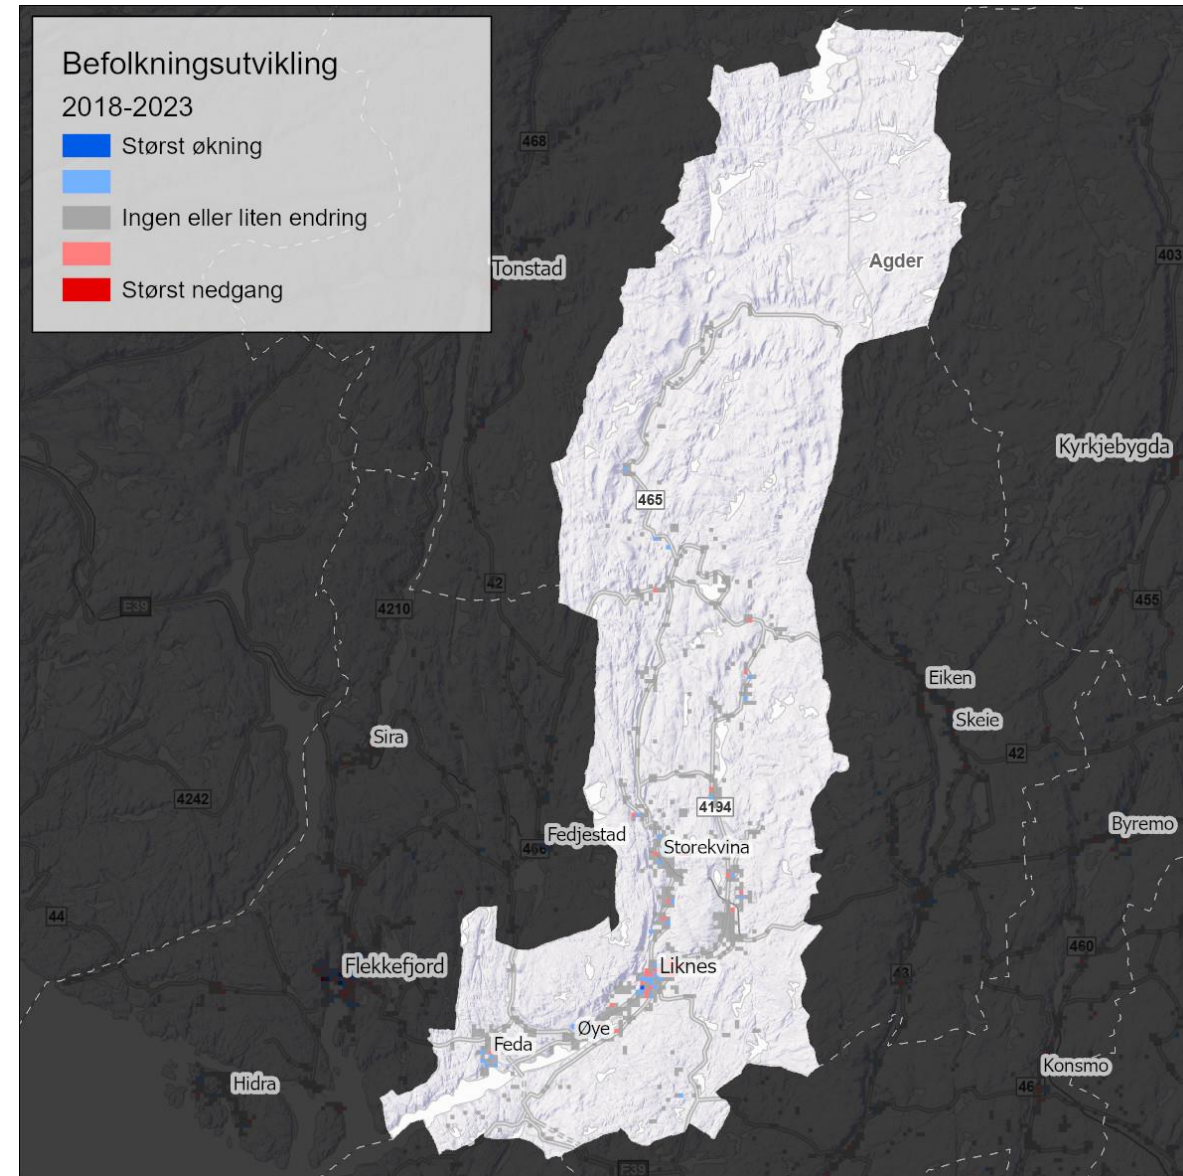 Befolkningsutvikling
2018-2023
Størst økning
Ingen eller liten endring
Størst nedgang
468
Tonstad
Agder
403
Kyrkjebygda
465
42
E39
4210
455
Eiken
Skeie
Sira
42
4242
4194
Fedjestad
Byremo
466
Storekvina
44
460
Flekkefjord
Liknes
43
Øye
Feda
Konsmo
Hidra
46
E39